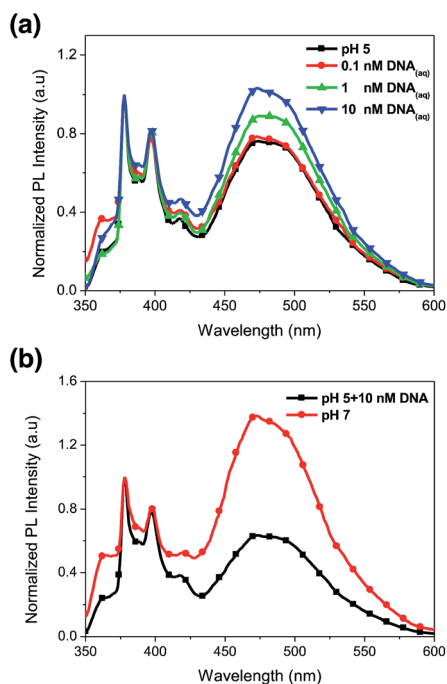 (a)
Normalized PL Intensity (a.u)
1.2
0.8
0.4
0.0
pH 5
0.1 nM DNA(aq)
1 nM DNA(aq)
10 nM DNA(aq)
350 400 450 500 550 600
Wavelength (nm)
(b)
Normalized PL Intensity (a.u)
1.6
1.2
0.8
0.4
0.0
pH 5+10 nM DNA
pH 7
350 400 450 500 550 600
Wavelength (nm)